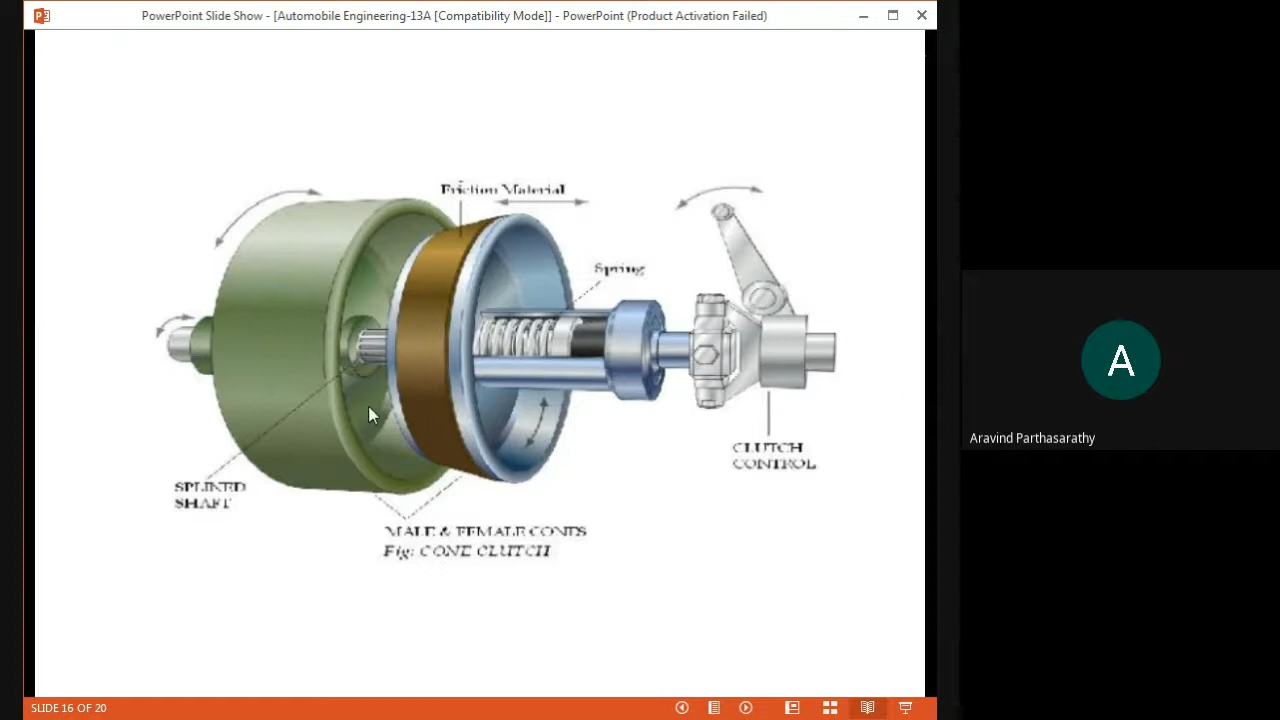 PowerPoint Slide Show - [Automobile Engineering-13A [Compatibility Mode]] - PowerPoint (Product Activation Failed)
Friction Material
Spring
CLUTCH
CONTROL
SPLINED
SHAFT
MALE & FEMALE CONES
Fig: CONE CLUTCH
A
Aravind Parthasarathy
SLIDE 16 OF 20